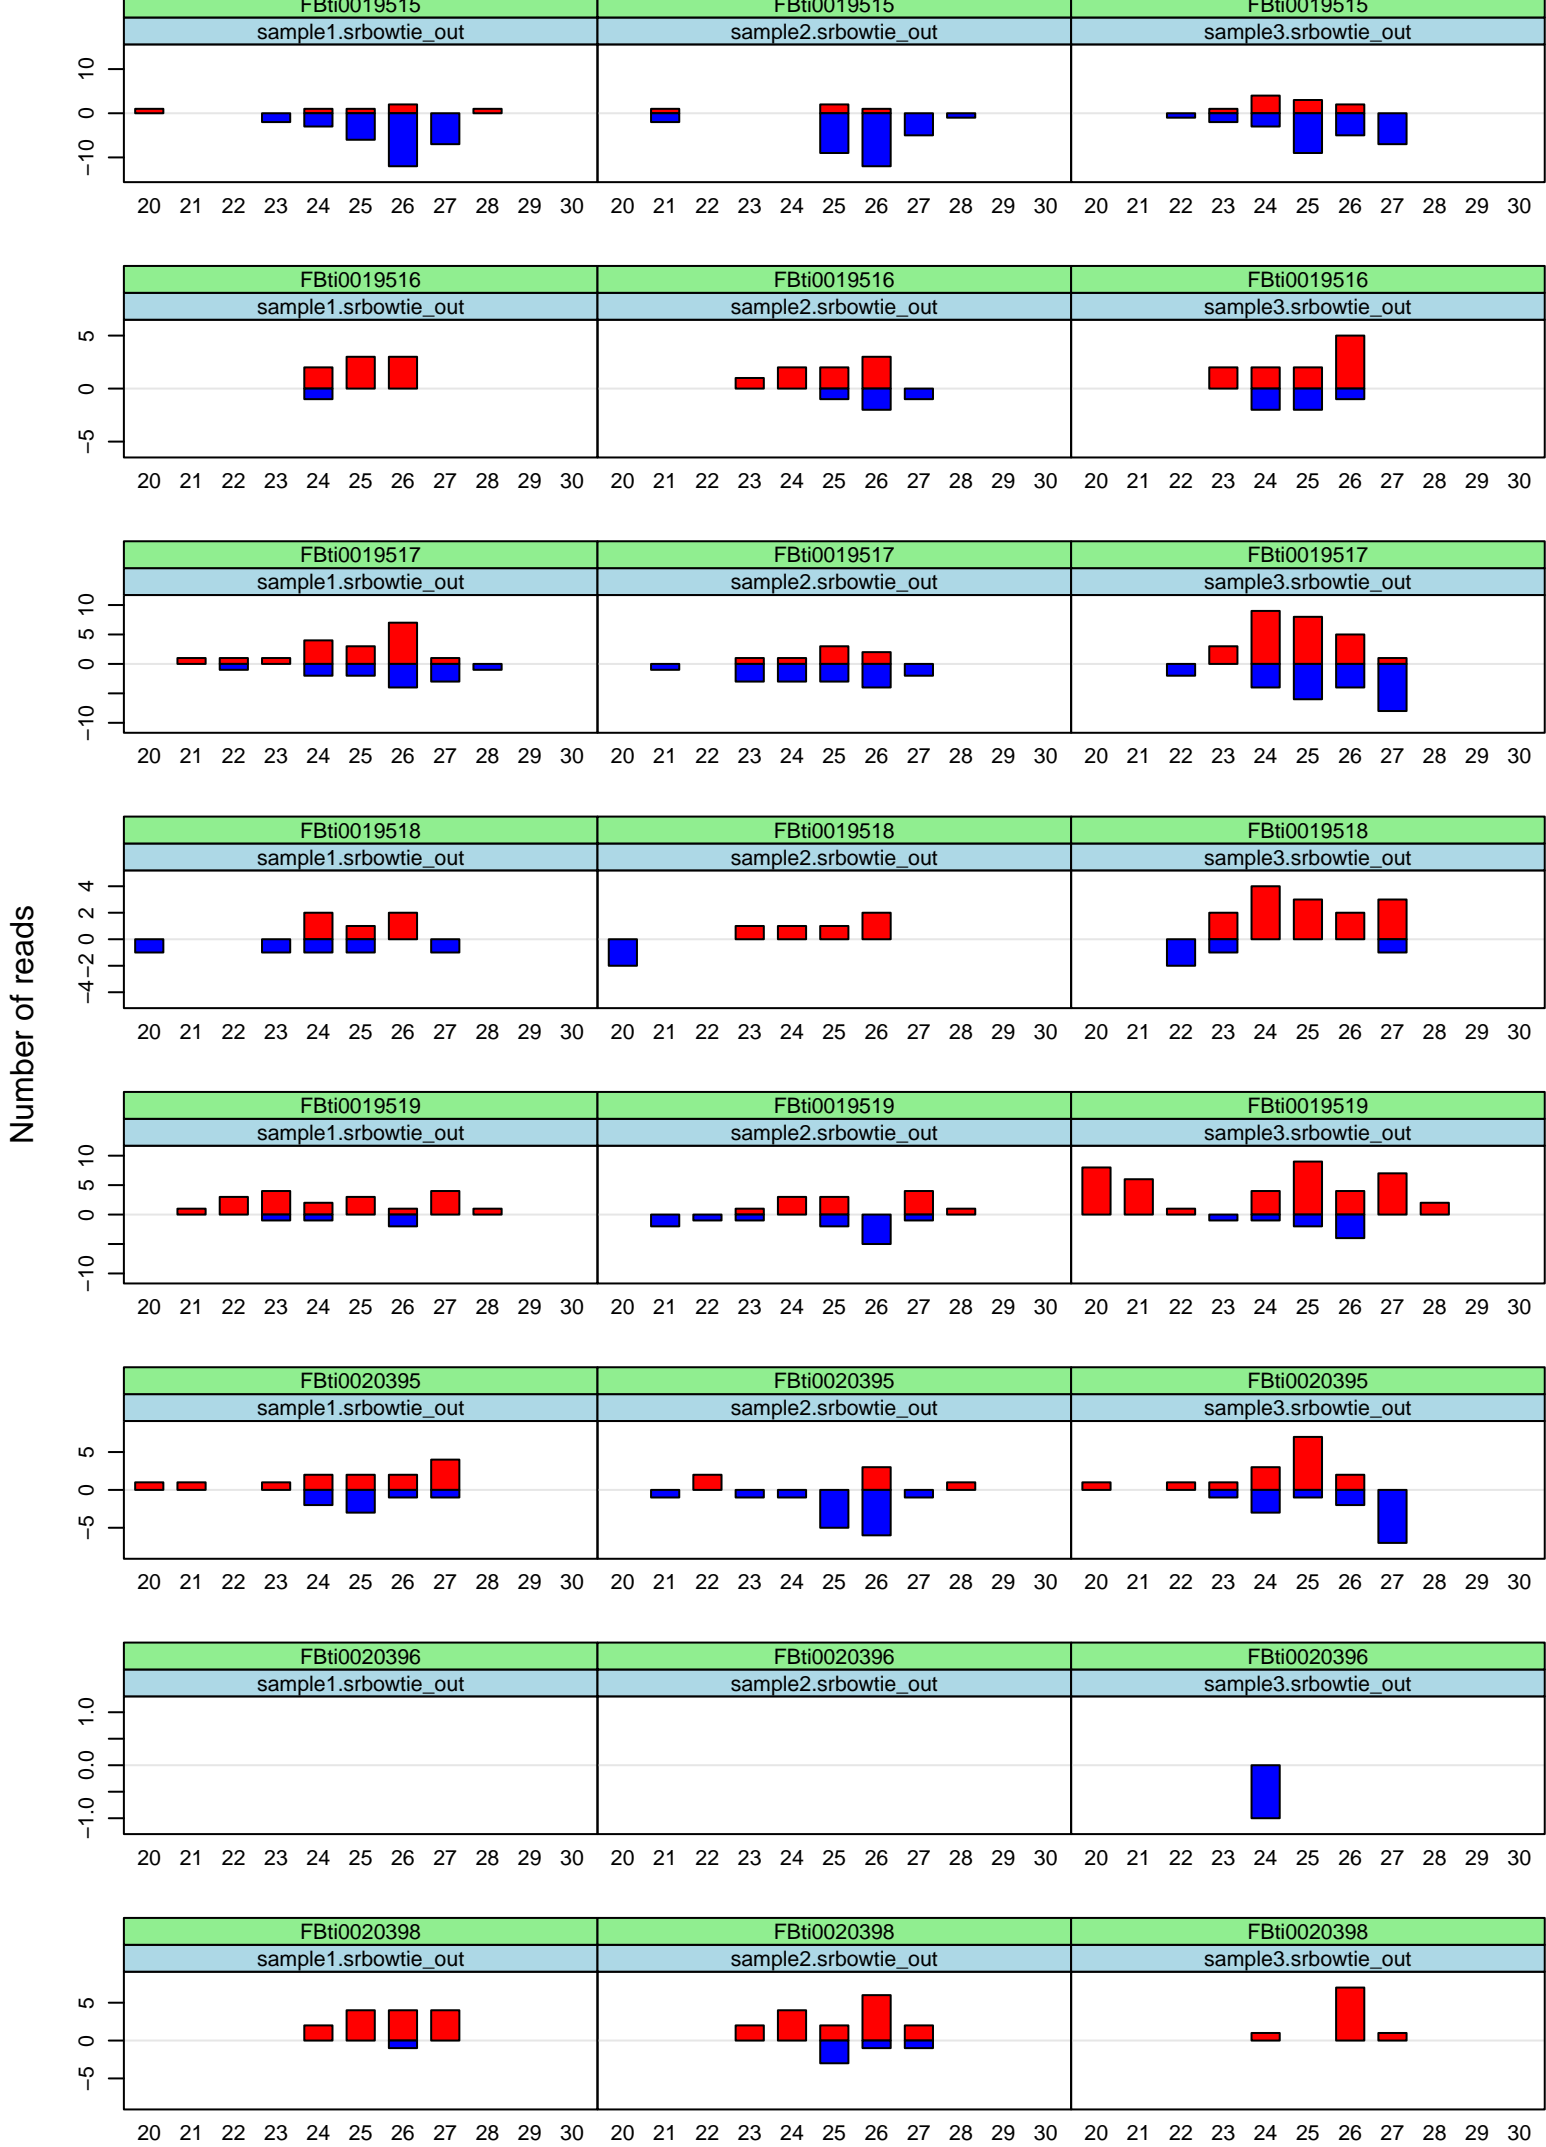 FBti0019515 FBti0019515 FBti0019515
sample1.srbowtie_out sample2.srbowtie_out sample3.srbowtie_out
10
0
−10
20 21 22 23 24 25 26 27 28 29 30 20 21 22 23 24 25 26 27 28 29 30 20 21 22 23 24 25 26 27 28 29 30
FBti0019516 FBti0019516 FBti0019516
sample1.srbowtie_out sample2.srbowtie_out sample3.srbowtie_out
5
0
−5
20 21 22 23 24 25 26 27 28 29 30 20 21 22 23 24 25 26 27 28 29 30 20 21 22 23 24 25 26 27 28 29 30
FBti0019517 FBti0019517 FBti0019517
sample1.srbowtie_out sample2.srbowtie_out sample3.srbowtie_out
10
5
0
−10
20 21 22 23 24 25 26 27 28 29 30 20 21 22 23 24 25 26 27 28 29 30 20 21 22 23 24 25 26 27 28 29 30
FBti0019518 FBti0019518 FBti0019518
sample1.srbowtie_out sample2.srbowtie_out sample3.srbowtie_out
4
2
0
−2
−4
20 21 22 23 24 25 26 27 28 29 30 20 21 22 23 24 25 26 27 28 29 30 20 21 22 23 24 25 26 27 28 29 30
Number of reads
FBti0019519 FBti0019519 FBti0019519
sample1.srbowtie_out sample2.srbowtie_out sample3.srbowtie_out
10
5
0
−10
20 21 22 23 24 25 26 27 28 29 30 20 21 22 23 24 25 26 27 28 29 30 20 21 22 23 24 25 26 27 28 29 30
FBti0020395 FBti0020395 FBti0020395
sample1.srbowtie_out sample2.srbowtie_out sample3.srbowtie_out
5
0
−5
20 21 22 23 24 25 26 27 28 29 30 20 21 22 23 24 25 26 27 28 29 30 20 21 22 23 24 25 26 27 28 29 30
FBti0020396 FBti0020396 FBti0020396
sample1.srbowtie_out sample2.srbowtie_out sample3.srbowtie_out
1.0
0.0
−1.0
20 21 22 23 24 25 26 27 28 29 30 20 21 22 23 24 25 26 27 28 29 30 20 21 22 23 24 25 26 27 28 29 30
FBti0020398 FBti0020398 FBti0020398
sample1.srbowtie_out sample2.srbowtie_out sample3.srbowtie_out
5
0
−5
20 21 22 23 24 25 26 27 28 29 30 20 21 22 23 24 25 26 27 28 29 30 20 21 22 23 24 25 26 27 28 29 30